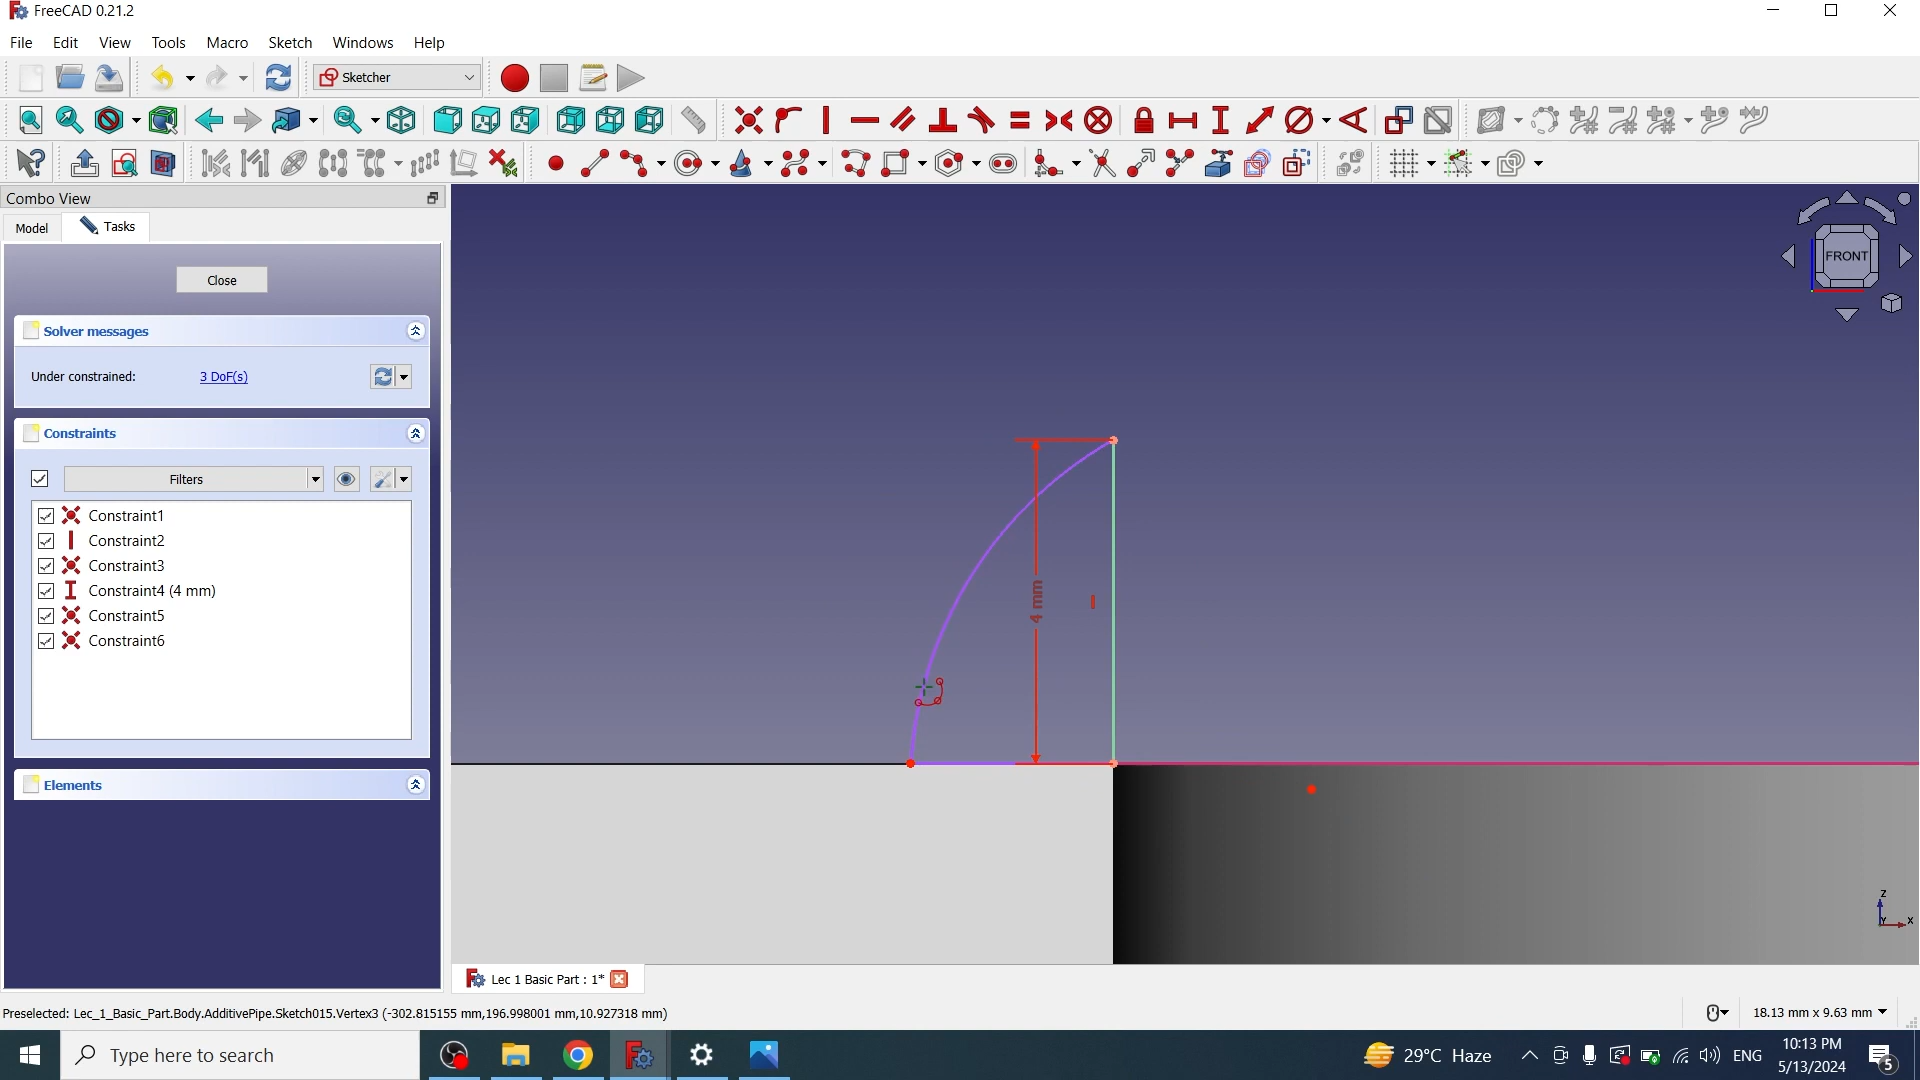 FreeCAD 0.21.2
File Edit View Tools Macro Sketch Windows Help
Sketcher
Combo View
Model Tasks
Close
Solver messages
Under constrained: 3 DoF(s)
Constraints
Filters
Constraint1
Constraint2
Constraint3
Constraint4 (4 mm)
Constraint5
Constraint6
Elements
4 mm
FRONT
Z
Y
X
Lec 1 Basic Part : 1*
Preselected: Lec_1_Basic_Part.Body.AdditivePipe.Sketch015.Vertex3 (-302.815155 mm,196.998001 mm,10.927318 mm)
18.13 mm x 9.63 mm
Type here to search
29°C Haze
ENG
10:13 PM
5/13/2024
5